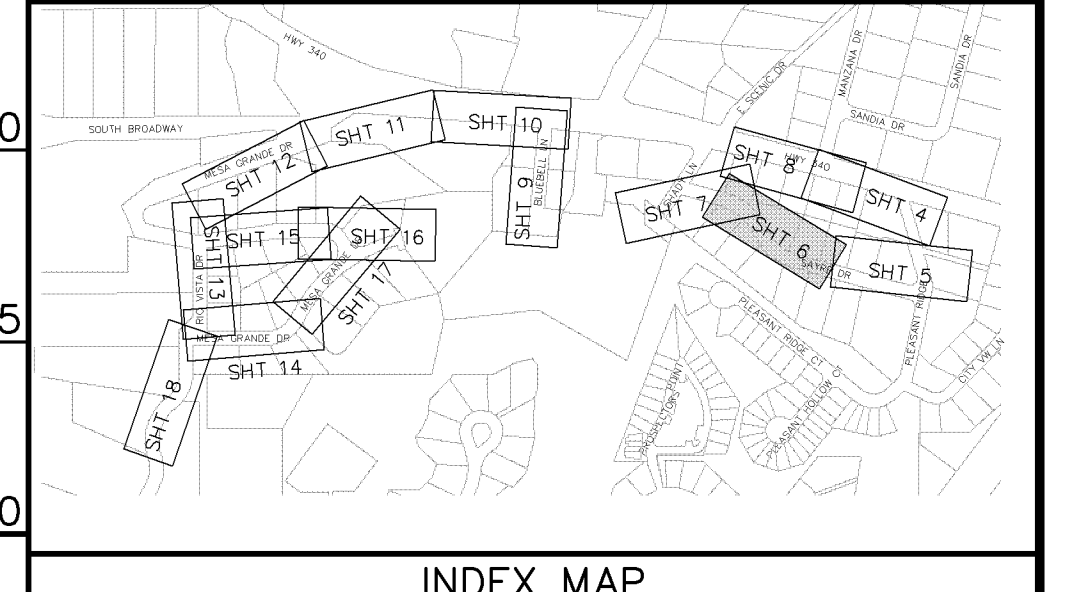 HWY 340
E SCENIC DR
MANZANA DR
SANDIA DR
SANDIA DR
SOUTH BROADWAY
0
SHT 10
SHT 11
MESA GRANDE DR
SHT 12
BLUEBELL LN
SHT 9
SHT 8
HWY 340
SHT 4
SHT 7
SHT 6
SHT 5
SAYRE DR
SHT 15
SHT 16
SHT 13
RIO VISTA DR
MESA GRANDE
SHT 17
5
MESA GRANDE DR
SHT 14
SHT 18
PLEASANT RIDGE
PLEASANT RIDGE CT
CITY VW LN
PROSPECTORS POINT
PLEASANT HOLLOW CT
0
INDEX MAP